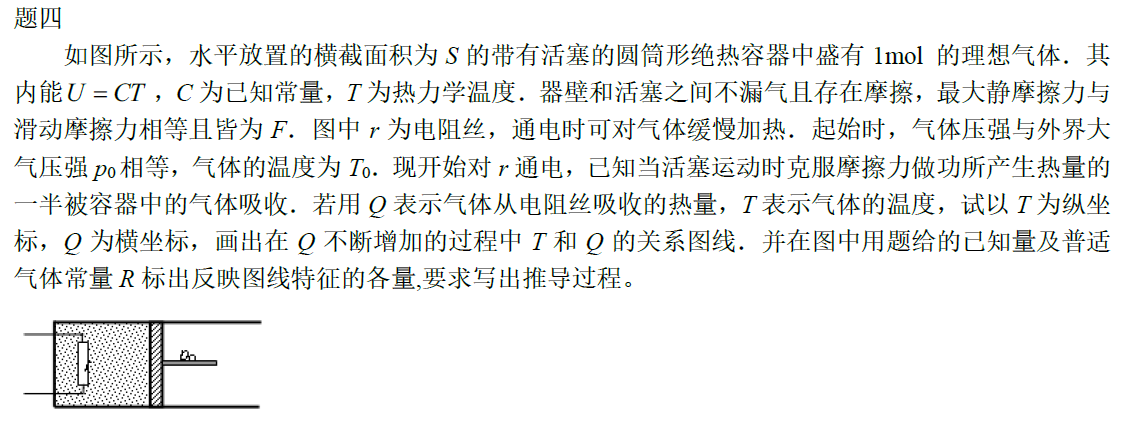 题四
如图所示，水平放置的横截面积为 S 的带有活塞的圆筒形绝热容器中盛有 1mol 的理想气体．其
内能U = CT ，C 为已知常量，T 为热力学温度．器壁和活塞之间不漏气且存在摩擦，最大静摩擦力与
滑动摩擦力相等且皆为 F．图中 r 为电阻丝，通电时可对气体缓慢加热．起始时，气体压强与外界大
气压强 p0 相等，气体的温度为 T0．现开始对 r 通电，已知当活塞运动时克服摩擦力做功所产生热量的
一半被容器中的气体吸收．若用 Q 表示气体从电阻丝吸收的热量，T 表示气体的温度，试以 T 为纵坐
标，Q 为横坐标，画出在 Q 不断增加的过程中 T 和 Q 的关系图线．并在图中用题给的已知量及普适
气体常量 R 标出反映图线特征的各量,要求写出推导过程。
p0
r